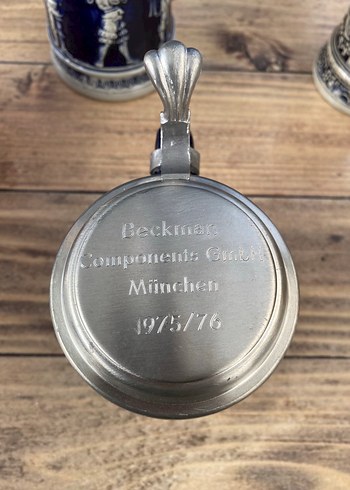 Beckman
Components GmbH
München
1975/76